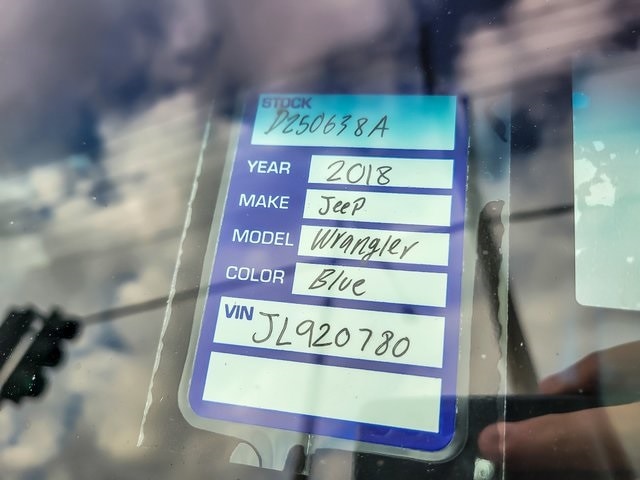 STOCK
D250638A
YEAR 2018
MAKE JeeP
MODEL Wrangler
COLOR Blue
VIN JL920780